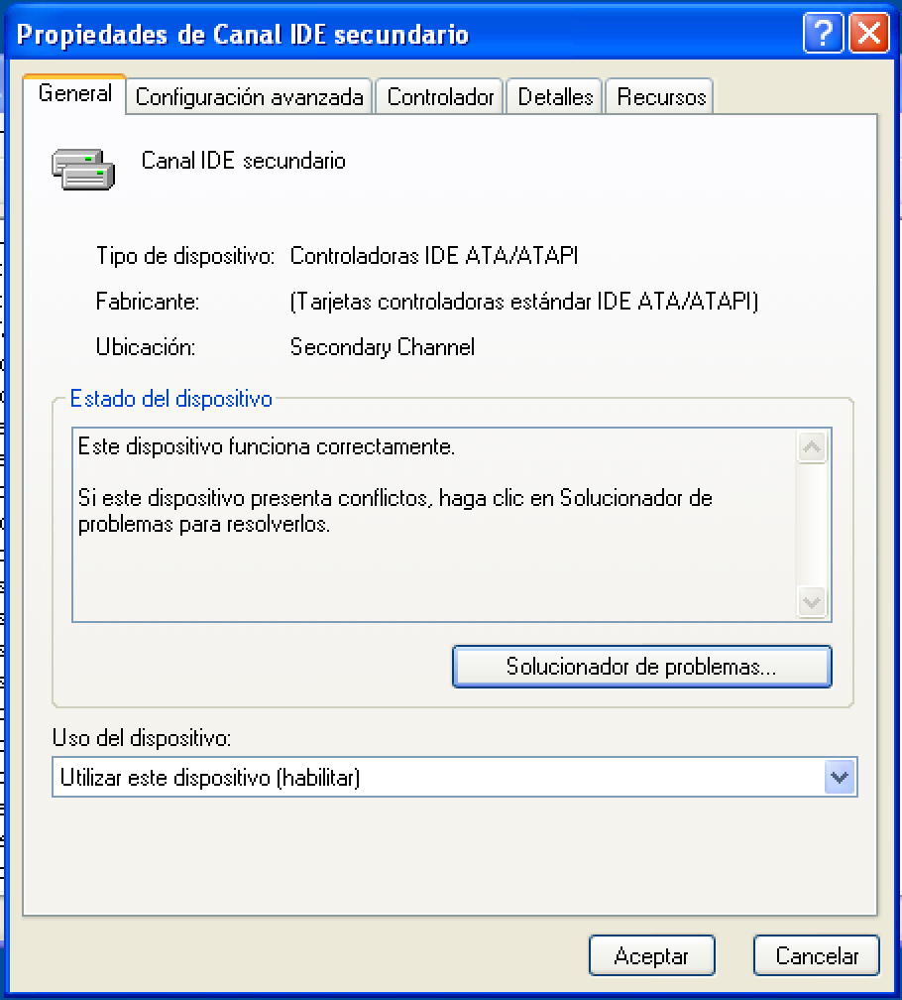 Propiedades de Canal IDE secundario
General Configuración avanzada Controlador Detalles Recursos
Canal IDE secundario
Tipo de dispositivo: Controladoras IDE ATA/ATAPI
Fabricante: (Tarjetas controladoras estándar IDE ATA/ATAPI)
Ubicación: Secondary Channel
Estado del dispositivo
Este dispositivo funciona correctamente.
Si este dispositivo presenta conflictos, haga clic en Solucionador de
problemas para resolverlos.
Solucionador de problemas...
Uso del dispositivo:
Utilizar este dispositivo (habilitar)
Aceptar Cancelar